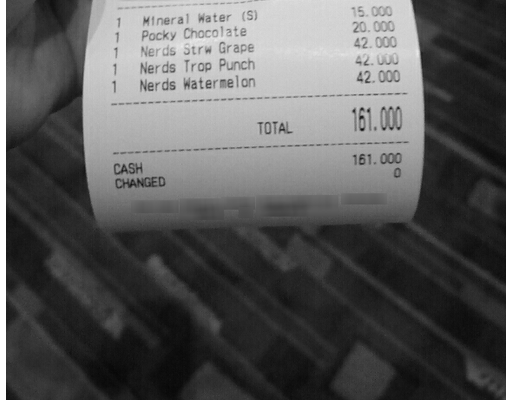 1 Mineral Water (S) 15.000
1 Pocky Chocolate 20.000
1 Nerds Strw Grape 42.000
1 Nerds Trop Punch 42.000
1 Nerds Watermelon 42.000
TOTAL 161.000
CASH 161.000
CHANGED 0